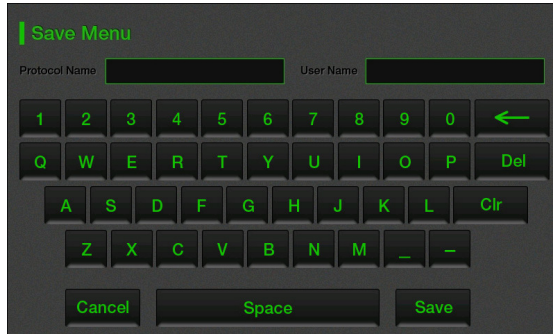 Save Menu
Protocol Name User Name
1 2 3 4 5 6 7 8 9 0 ←
Q W E R T Y U I O P Del
A S D F G H J K L Clr
Z X C V B N M _ –
Cancel Space Save